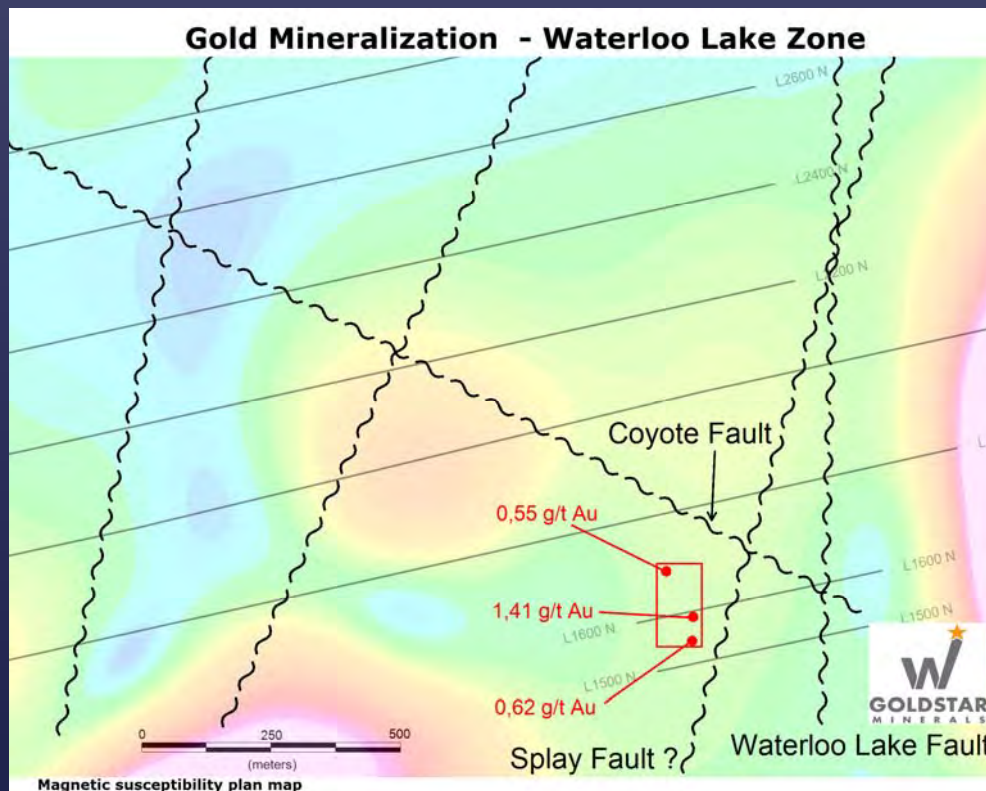 Gold Mineralization - Waterloo Lake Zone
L2600 N
L2400 N
Coyote Fault
0,55 g/t Au
L1600 N
1,41 g/t Au
L1500 N
L1600 N
L1500 N
0,62 g/t Au
GOLDSTAR
MINERALS
Splay Fault ?
Waterloo Lake Fault
0 250 500
(meters)
Magnetic susceptibility plan map